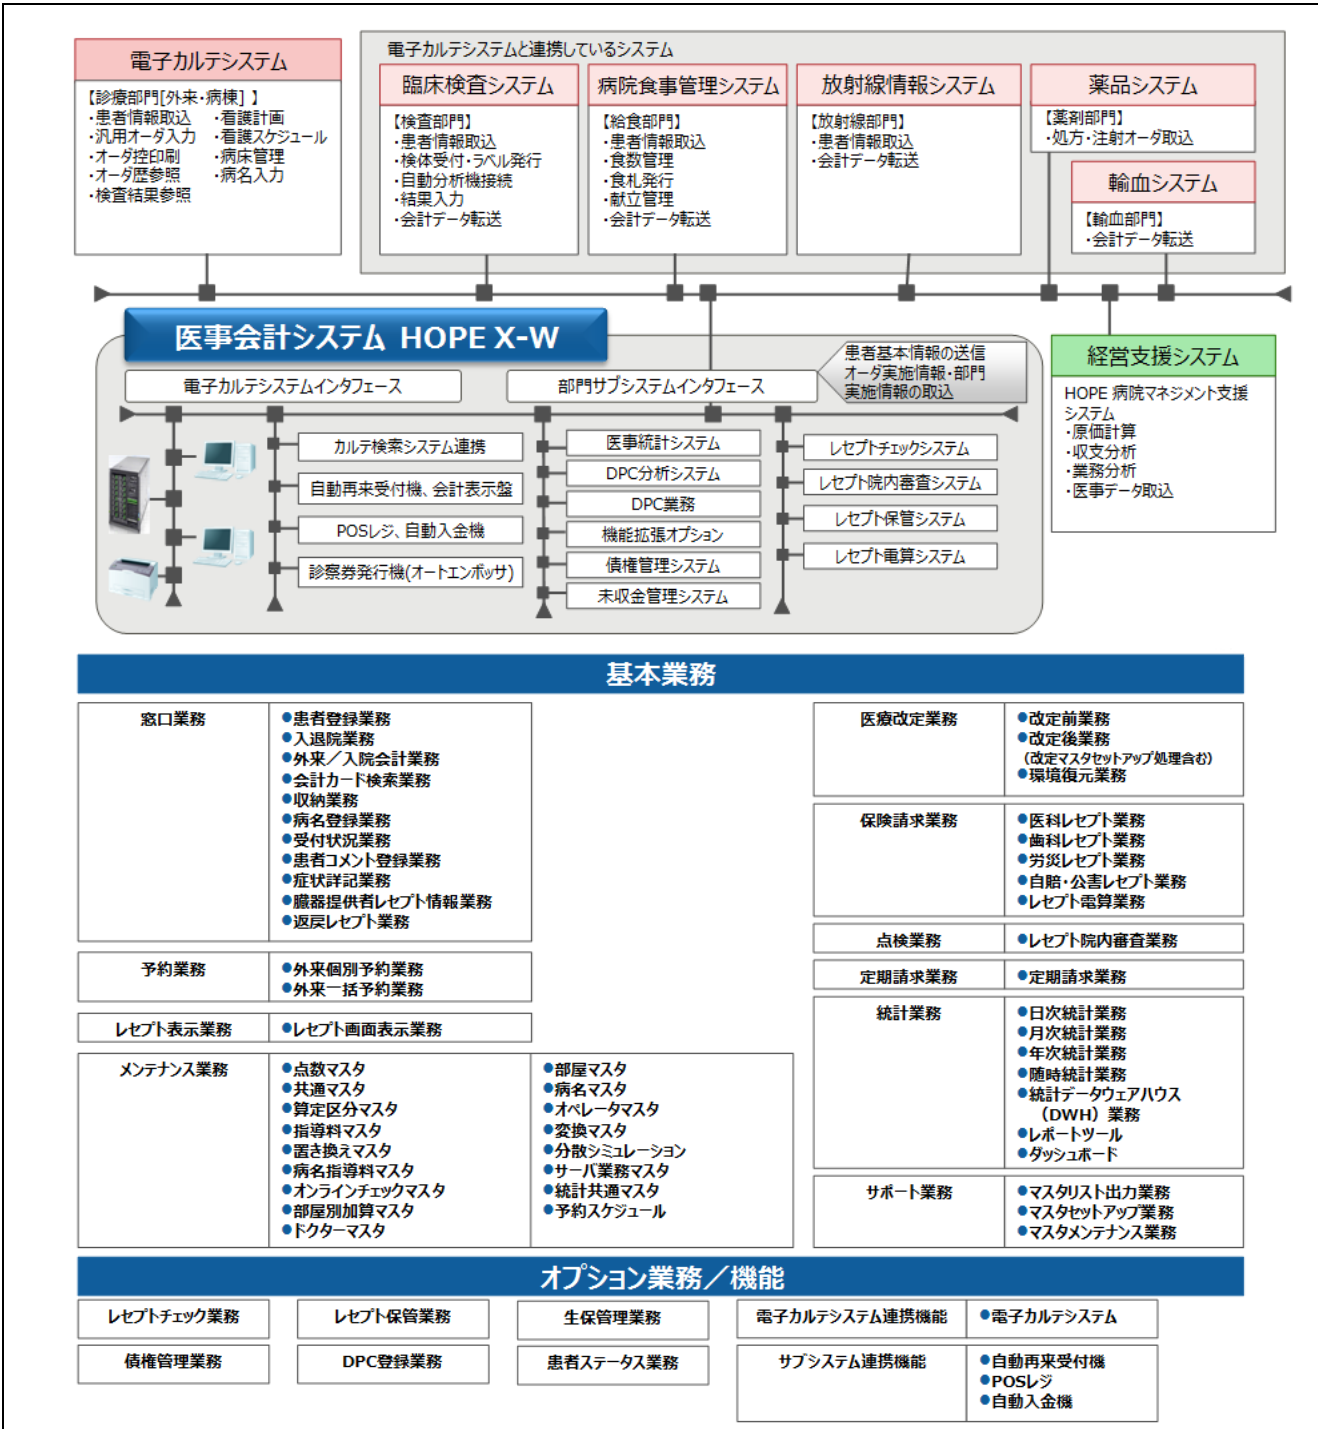 電子カルテシステム
【診療部門[外来・病棟] 】
・患者情報取込　・看護計画
・汎用オーダ入力　・看護スケジュール
・オーダ控印刷　・病床管理
・オーダ歴参照　・病名入力
・検査結果参照
電子カルテシステムと連携しているシステム
臨床検査システム
【検査部門】
・患者情報取込
・検体受付・ラベル発行
・自動分析機接続
・結果入力
・会計データ転送
病院食事管理システム
【給食部門】
・患者情報取込
・食数管理
・食札発行
・献立管理
・会計データ転送
放射線情報システム
【放射線部門】
・患者情報取込
・会計データ転送
薬品システム
【薬剤部門】
・処方・注射オーダ取込
輸血システム
【輸血部門】
・会計データ転送
医事会計システム HOPE X-W
電子カルテシステムインタフェース
部門サブシステムインタフェース
患者基本情報の送信
オーダ実施情報・部門
実施情報の取込
カルテ検索システム連携
自動再来受付機、会計表示盤
POSレジ、自動入金機
診察券発行機(オートエンボッサ)
医事統計システム
DPC分析システム
DPC業務
機能拡張オプション
債権管理システム
未収金管理システム
レセプトチェックシステム
レセプト院内審査システム
レセプト保管システム
レセプト電算システム
経営支援システム
HOPE 病院マネジメント支援
システム
・原価計算
・収支分析
・業務分析
・医事データ取込
基本業務
窓口業務
●患者登録業務
●入退院業務
●外来／入院会計業務
●会計カード検索業務
●収納業務
●病名登録業務
●受付状況業務
●患者コメント登録業務
●症状詳記業務
●臓器提供者レセプト情報業務
●返戻レセプト業務
予約業務
●外来個別予約業務
●外来一括予約業務
レセプト表示業務
●レセプト画面表示業務
メンテナンス業務
●点数マスタ
●共通マスタ
●算定区分マスタ
●指導料マスタ
●置き換えマスタ
●病名指導料マスタ
●オンラインチェックマスタ
●部屋別加算マスタ
●ドクターマスタ
●部屋マスタ
●病名マスタ
●オペレータマスタ
●変換マスタ
●分散シミュレーション
●サーバ業務マスタ
●統計共通マスタ
●予約スケジュール
医療改定業務
●改定前業務
●改定後業務
(改定マスタセットアップ処理含む)
●環境復元業務
保険請求業務
●医科レセプト業務
●歯科レセプト業務
●労災レセプト業務
●自賠・公害レセプト業務
●レセプト電算業務
点検業務
●レセプト院内審査業務
定期請求業務
●定期請求業務
統計業務
●日次統計業務
●月次統計業務
●年次統計業務
●随時統計業務
●統計データウェアハウス
（DWH）業務
●レポートツール
●ダッシュボード
サポート業務
●マスタリスト出力業務
●マスタセットアップ業務
●マスタメンテナンス業務
オプション業務／機能
レセプトチェック業務
レセプト保管業務
生保管理業務
電子カルテシステム連携機能
●電子カルテシステム
債権管理業務
DPC登録業務
患者ステータス業務
サブシステム連携機能
●自動再来受付機
●POSレジ
●自動入金機